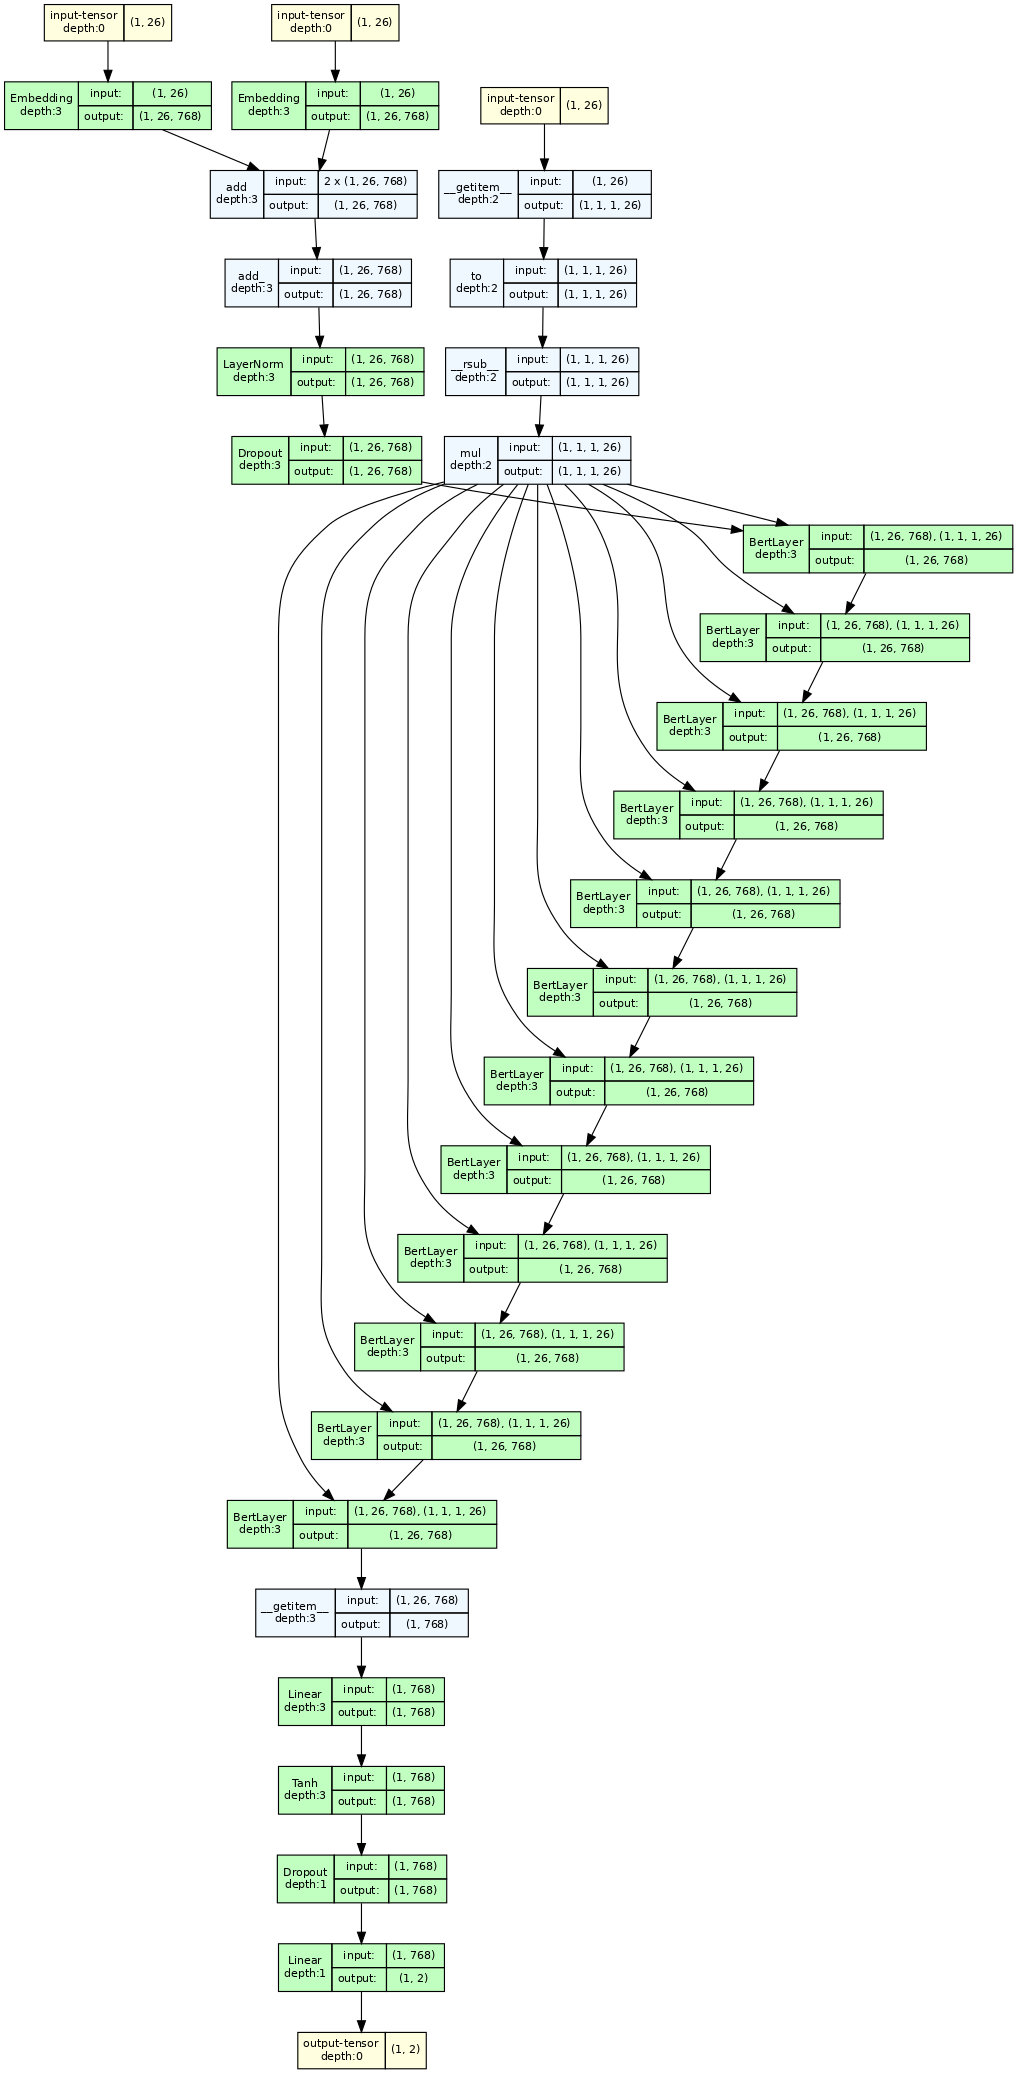 input-tensor
depth:0
(1, 26)
input-tensor
depth:0
(1, 26)
Embedding
depth:3
input:
(1, 26)
output:
(1, 26, 768)
Embedding
depth:3
input:
(1, 26)
output:
(1, 26, 768)
input-tensor
depth:0
(1, 26)
add
depth:3
input:
2 x (1, 26, 768)
output:
(1, 26, 768)
__getitem__
depth:2
input:
(1, 26)
output:
(1, 1, 1, 26)
add_
depth:3
input:
(1, 26, 768)
output:
(1, 26, 768)
to
depth:2
input:
(1, 1, 1, 26)
output:
(1, 1, 1, 26)
LayerNorm
depth:3
input:
(1, 26, 768)
output:
(1, 26, 768)
__rsub__
depth:2
input:
(1, 1, 1, 26)
output:
(1, 1, 1, 26)
Dropout
depth:3
input:
(1, 26, 768)
output:
(1, 26, 768)
mul
depth:2
input:
(1, 1, 1, 26)
output:
(1, 1, 1, 26)
BertLayer
depth:3
input:
(1, 26, 768), (1, 1, 1, 26)
output:
(1, 26, 768)
BertLayer
depth:3
input:
(1, 26, 768), (1, 1, 1, 26)
output:
(1, 26, 768)
BertLayer
depth:3
input:
(1, 26, 768), (1, 1, 1, 26)
output:
(1, 26, 768)
BertLayer
depth:3
input:
(1, 26, 768), (1, 1, 1, 26)
output:
(1, 26, 768)
BertLayer
depth:3
input:
(1, 26, 768), (1, 1, 1, 26)
output:
(1, 26, 768)
BertLayer
depth:3
input:
(1, 26, 768), (1, 1, 1, 26)
output:
(1, 26, 768)
BertLayer
depth:3
input:
(1, 26, 768), (1, 1, 1, 26)
output:
(1, 26, 768)
BertLayer
depth:3
input:
(1, 26, 768), (1, 1, 1, 26)
output:
(1, 26, 768)
BertLayer
depth:3
input:
(1, 26, 768), (1, 1, 1, 26)
output:
(1, 26, 768)
BertLayer
depth:3
input:
(1, 26, 768), (1, 1, 1, 26)
output:
(1, 26, 768)
BertLayer
depth:3
input:
(1, 26, 768), (1, 1, 1, 26)
output:
(1, 26, 768)
BertLayer
depth:3
input:
(1, 26, 768), (1, 1, 1, 26)
output:
(1, 26, 768)
__getitem__
depth:3
input:
(1, 26, 768)
output:
(1, 768)
Linear
depth:3
input:
(1, 768)
output:
(1, 768)
Tanh
depth:3
input:
(1, 768)
output:
(1, 768)
Dropout
depth:1
input:
(1, 768)
output:
(1, 768)
Linear
depth:1
input:
(1, 768)
output:
(1, 2)
output-tensor
depth:0
(1, 2)